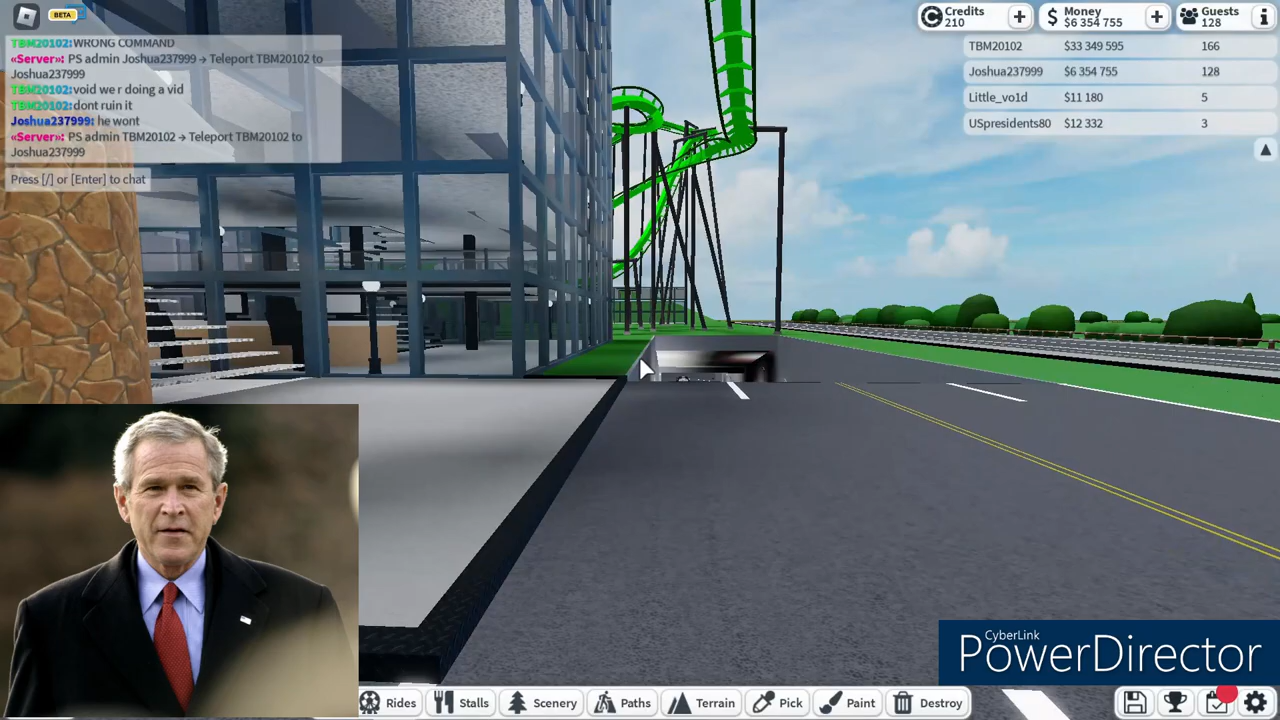 BETA
TBM20102: WRONG COMMAND
«Server»: PS admin Joshua237999 → Teleport TBM20102 to
Joshua237999
TBM20102: void we r doing a vid
TBM20102: dont ruin it
Joshua237999: he wont
«Server»: PS admin TBM20102 → Teleport TBM20102 to
Joshua237999
Press [/] or [Enter] to chat
Credits
210
Money
$6 354 755
Guests
128
TBM20102 $33 349 595 166
Joshua237999 $6 354 755 128
Little_vo1d $11 180 5
USpresidents80 $12 332 3
CyberLink
PowerDirector
Rides Stalls Scenery Paths Terrain Pick Paint Destroy